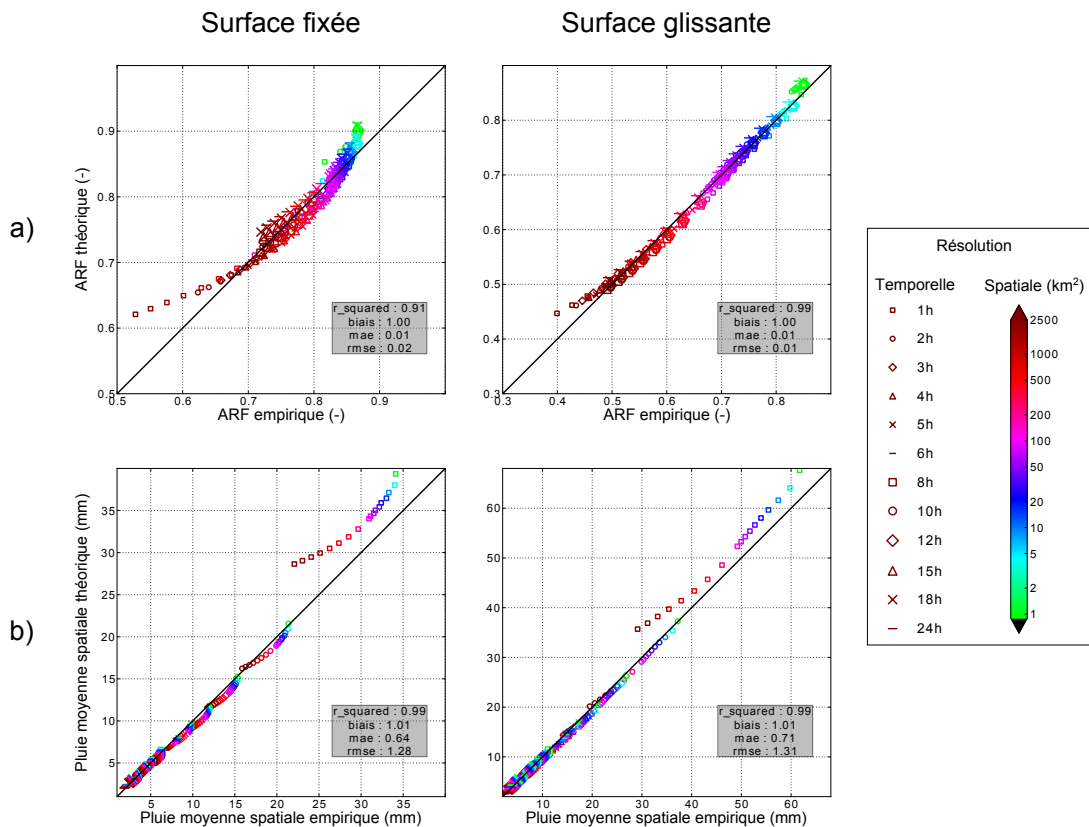 Surface fixée
Surface glissante
a)
ARF théorique (-)
0.9
0.8
0.7
0.6
0.5
0.5
0.6
0.7
0.8
0.9
ARF empirique (-)
r_squared : 0.91
biais : 1.00
mae : 0.01
rmse : 0.02
0.8
0.7
0.6
0.5
0.4
0.3
0.3
0.4
0.5
0.6
0.7
0.8
ARF empirique (-)
r_squared : 0.99
biais : 1.00
mae : 0.01
rmse : 0.01
b)
Pluie moyenne spatiale théorique (mm)
35
30
25
20
15
10
5
5
10
15
20
25
30
35
Pluie moyenne spatiale empirique (mm)
r_squared : 0.99
biais : 1.01
mae : 0.64
rmse : 1.28
60
50
40
30
20
10
10
20
30
40
50
60
Pluie moyenne spatiale empirique (mm)
r_squared : 0.99
biais : 1.01
mae : 0.71
rmse : 1.31
Résolution
Temporelle
1h
2h
3h
4h
5h
6h
8h
10h
12h
15h
18h
24h
Spatiale (km²)
2500
1000
500
200
100
50
20
10
5
2
1